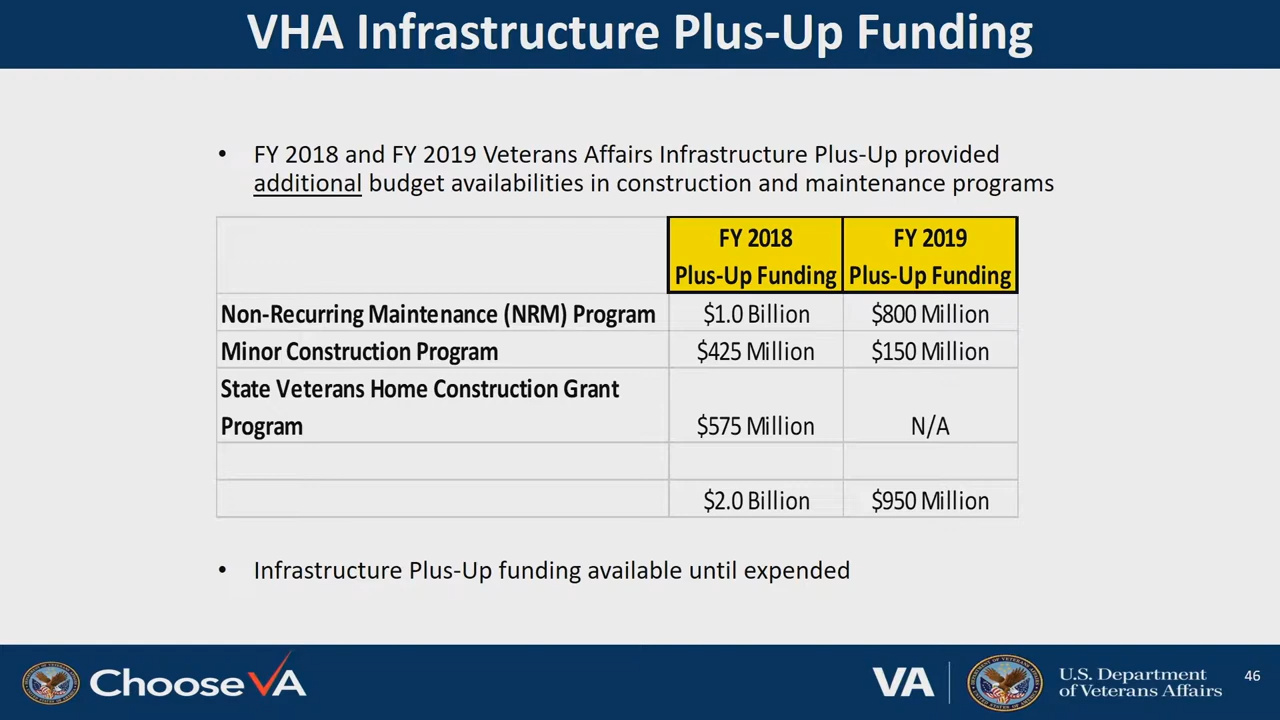 VHA Infrastructure Plus-Up Funding
• FY 2018 and FY 2019 Veterans Affairs Infrastructure Plus-Up provided
additional budget availabilities in construction and maintenance programs
FY 2018 FY 2019
Plus-Up Funding Plus-Up Funding
Non-Recurring Maintenance (NRM) Program $1.0 Billion $800 Million
Minor Construction Program $425 Million $150 Million
State Veterans Home Construction Grant
Program $575 Million N/A
$2.0 Billion $950 Million
• Infrastructure Plus-Up funding available until expended
Choose VA
VA
U.S. Department
of Veterans Affairs
46